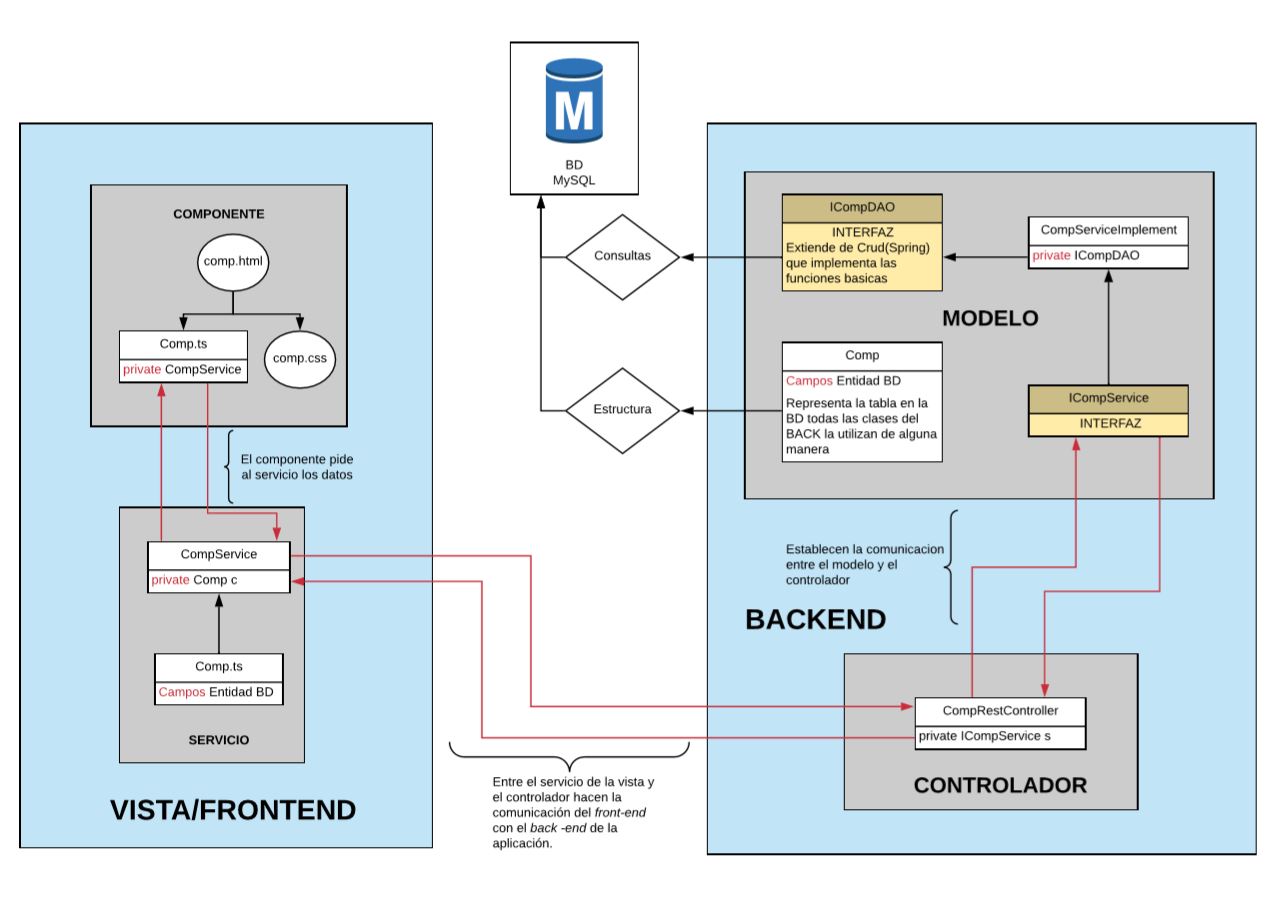 M
BD
MySQL
COMPONENTE
comp.html
Comp.ts
private CompService
comp.css
El componente pide
al servicio los datos
CompService
private Comp c
Comp.ts
Campos Entidad BD
SERVICIO
VISTA/FRONTEND
Consultas
Estructura
Entre el servicio de la vista y
el controlador hacen la
comunicación del front-end
con el back -end de la
aplicación.
ICompDAO
INTERFAZ
Extiende de Crud(Spring)
que implementa las
funciones basicas
CompServiceImplement
private ICompDAO
MODELO
Comp
Campos Entidad BD
Representa la tabla en la
BD todas las clases del
BACK la utilizan de alguna
manera
ICompService
INTERFAZ
Establecen la comunicacion
entre el modelo y el
controlador
BACKEND
CompRestController
private ICompService s
CONTROLADOR